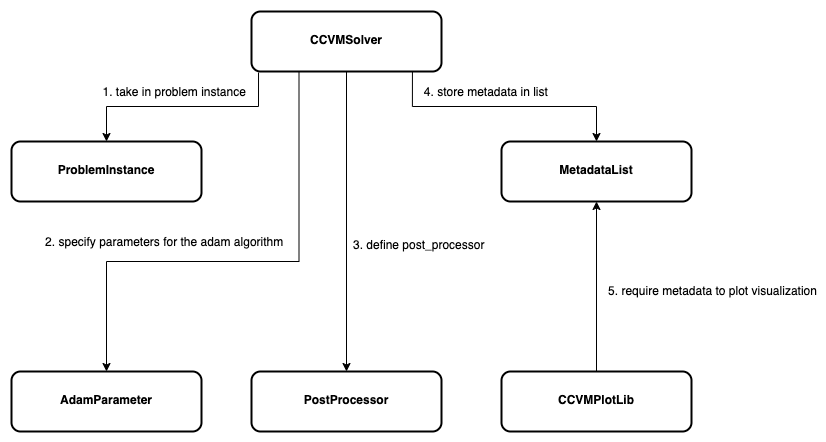 CCVMSolver
1. take in problem instance
4. store metadata in list
ProblemInstance
MetadataList
2. specify parameters for the adam algorithm
3. define post_processor
5. require metadata to plot visualization
AdamParameter
PostProcessor
CCVMPlotLib